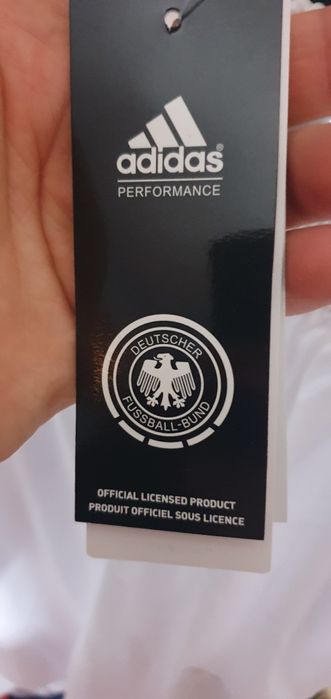 adidas®
PERFORMANCE
DEUTSCHER
FUSSBALL-BUND
OFFICIAL LICENSED PRODUCT
PRODUIT OFFICIEL SOUS LICENCE